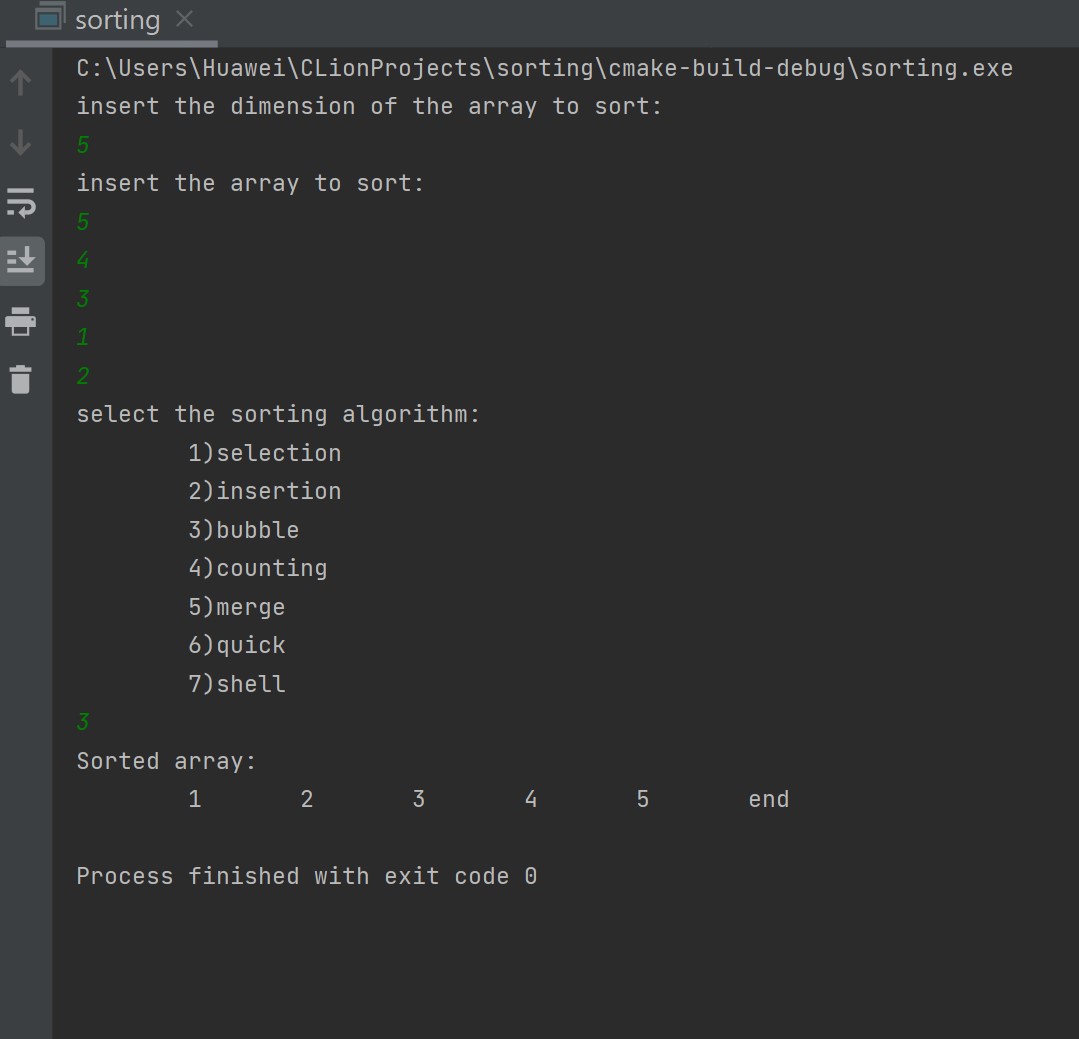 sorting
C:\Users\Huawei\CLionProjects\sorting\cmake-build-debug\sorting.exe
insert the dimension of the array to sort:
5
insert the array to sort:
5
4
3
1
2
select the sorting algorithm:
1)selection
2)insertion
3)bubble
4)counting
5)merge
6)quick
7)shell
3
Sorted array:
1 2 3 4 5 end
Process finished with exit code 0